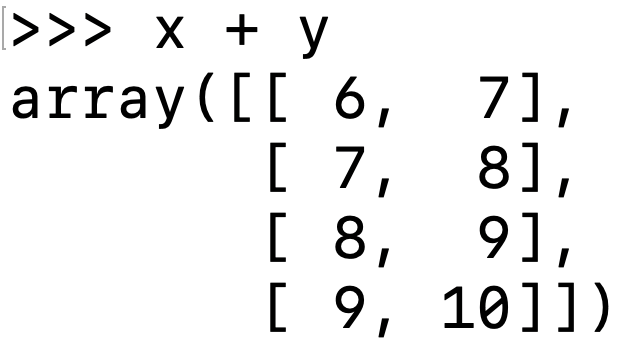 >>> x + y
array([[ 6,  7],
       [ 7,  8],
       [ 8,  9],
       [ 9, 10]])